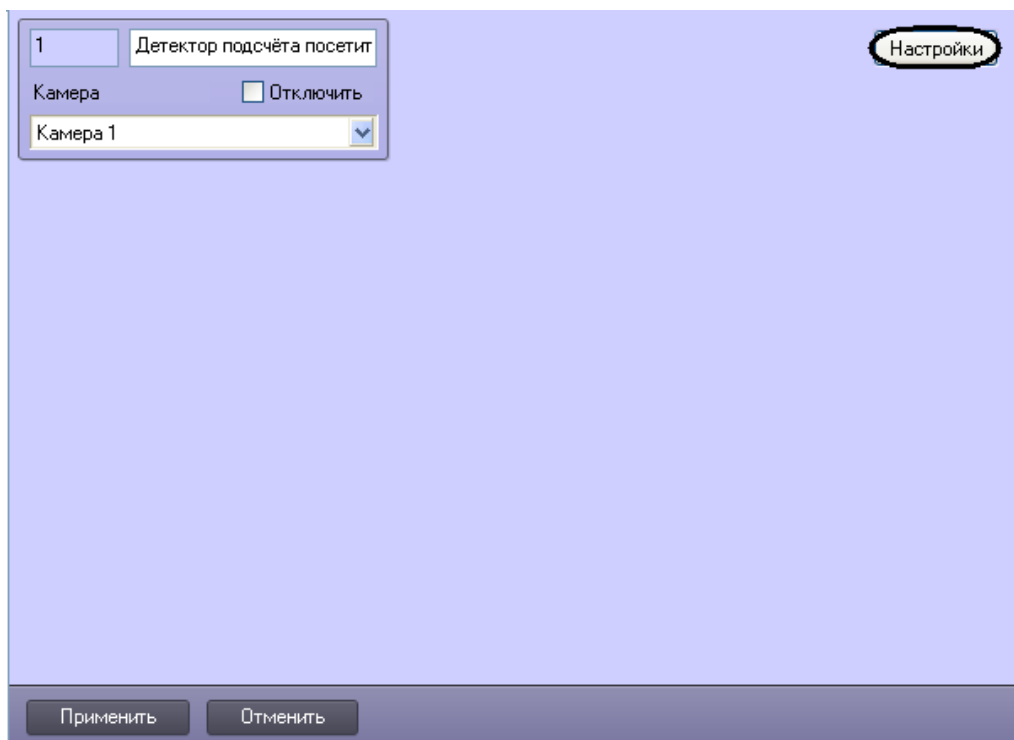 1 Детектор подсчёта посетит
Настройки
Камера Отключить
Камера 1
Применить Отменить